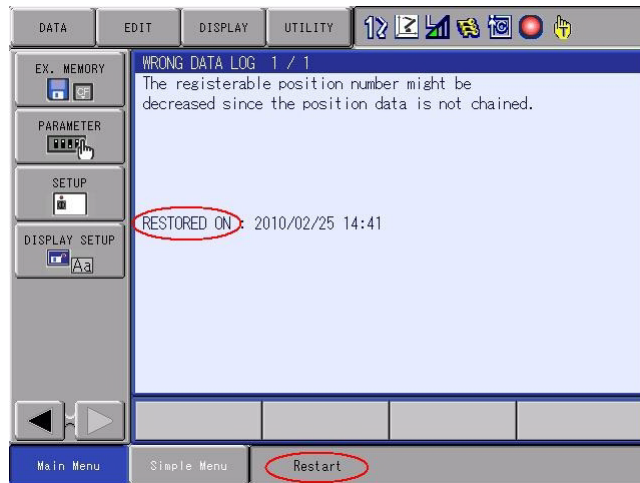 DATA
EDIT
DISPLAY
UTILITY
EX. MEMORY
CF
PARAMETER
SETUP
DISPLAY SETUP
Aa
WRONG DATA LOG 1 / 1
The registerable position number might be
decreased since the position data is not chained.
RESTORED ON : 2010/02/25 14:41
Main Menu
Simple Menu
Restart